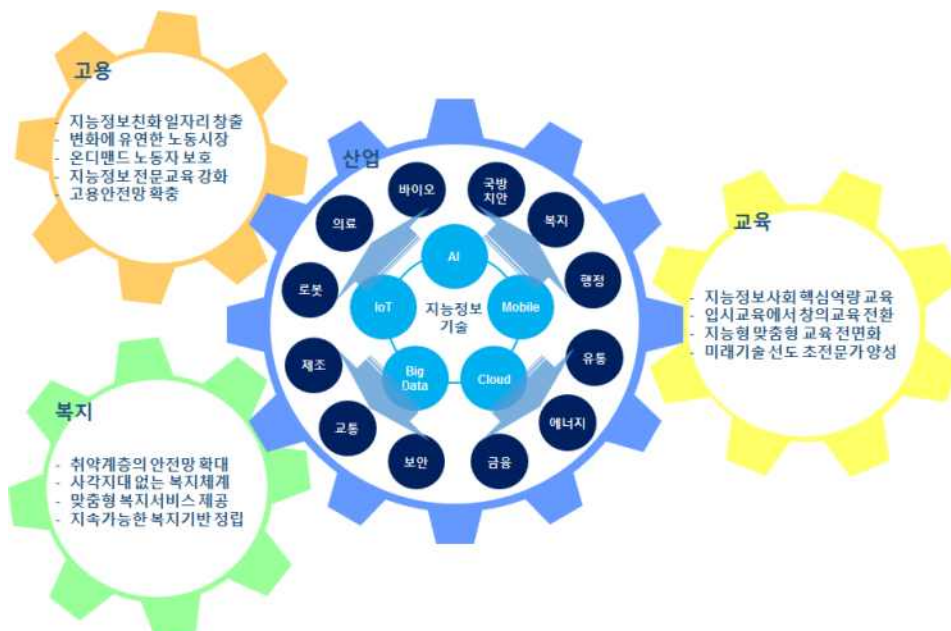 고용
- 지능정보친화 일자리 창출
- 변화에 유연한 노동시장
- 온디맨드 노동자 보호
- 지능정보 전문교육 강화
- 고용안전망 확충
산업
바이오
국방
치안
의료
복지
로봇
행정
제조
유통
교통
에너지
보안
금융
AI
IoT
Mobile
지능정보
기술
Big
Data
Cloud
교육
- 지능정보사회 핵심역량 교육
- 입시교육에서 창의교육 전환
- 지능형 맞춤형 교육 전면화
- 미래기술 선도 초전문가 양성
복지
- 취약계층의 안전망 확대
- 사각지대 없는 복지체계
- 맞춤형 복지서비스 제공
- 지속가능한 복지기반 정립